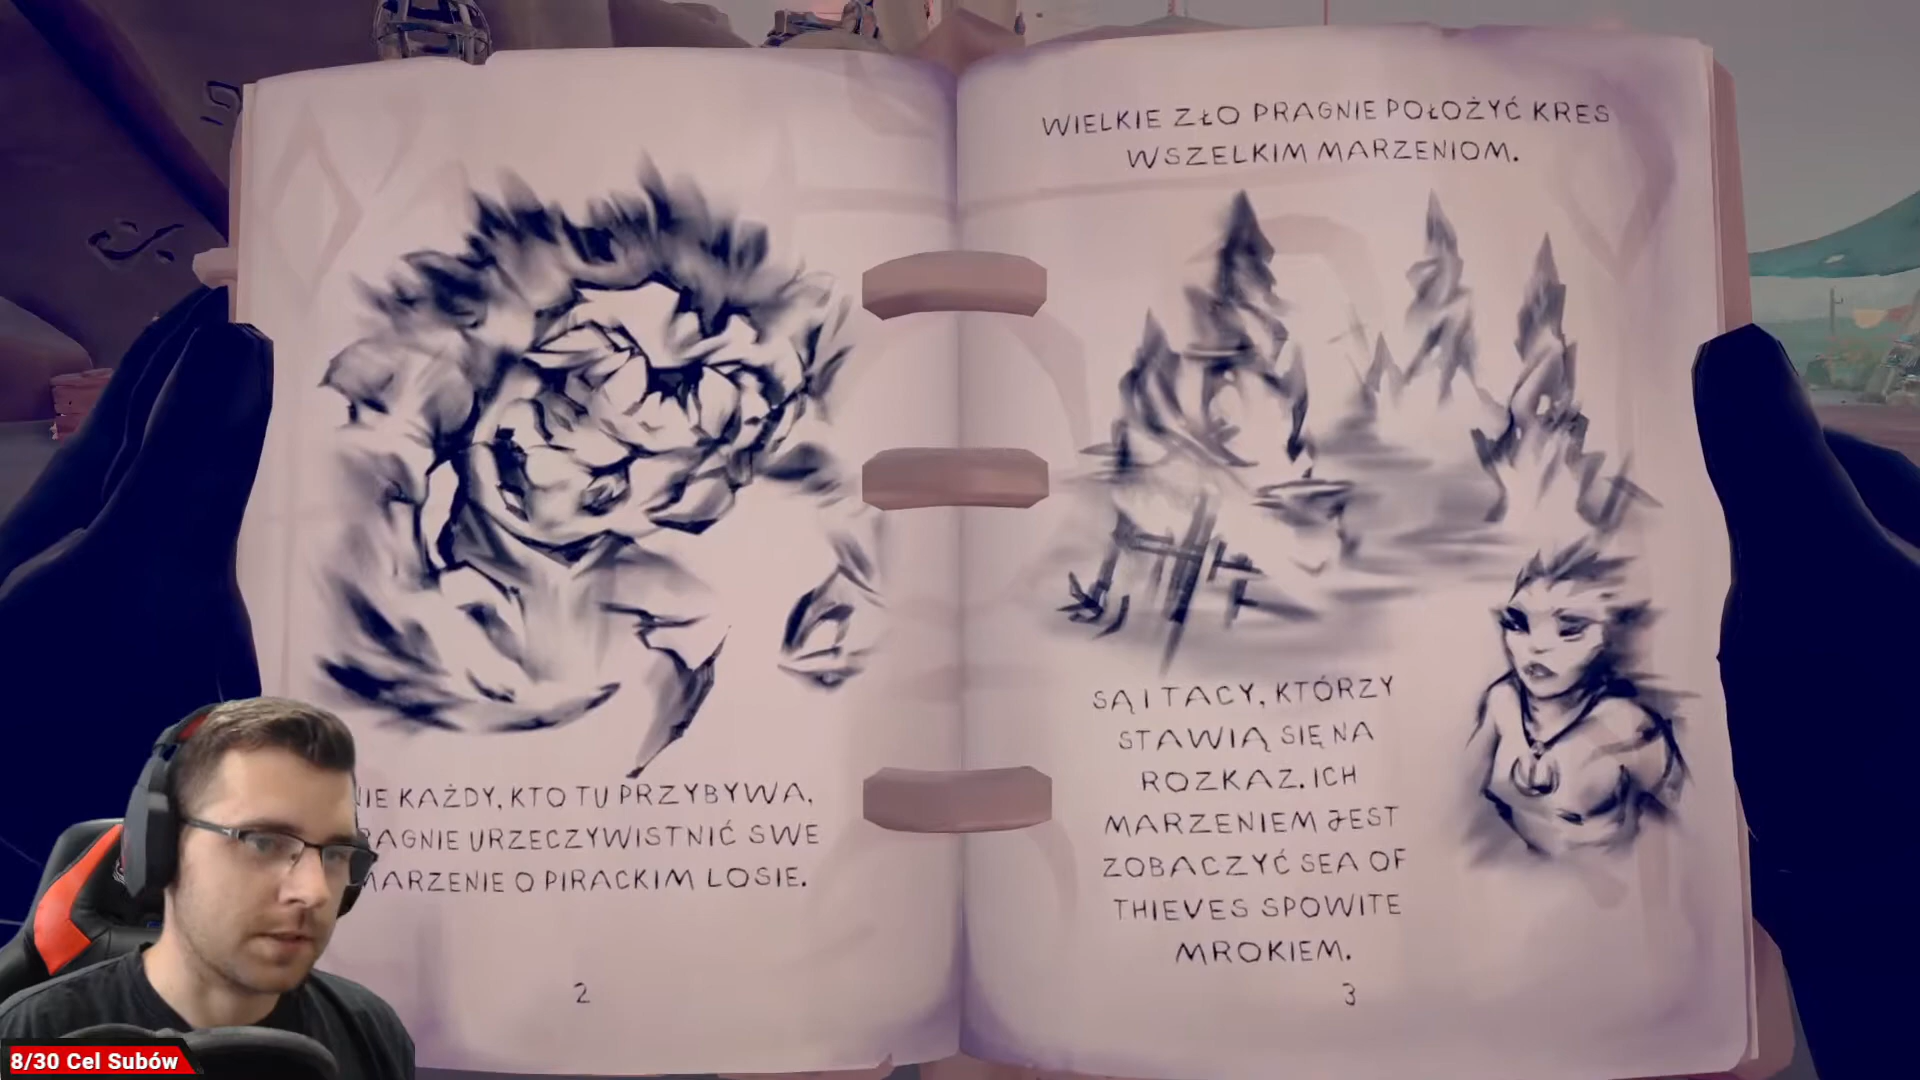 KAŻDY, KTO TU PRZYBYWA,
URZECZYWISTNIĆ SWE
MARZENIE O PIRACKIM LOSIE.
2
WIELKIE ZŁO PRAGNIE POŁOŻYĆ KRES
WSZELKIM MARZENIOM.
SĄ I TACY, KTÓRZY
STAWIĄ SIĘ NA
ROZKAZ. ICH
MARZENIEM JEST
ZOBACZYĆ SEA OF
THIEVES SPOWITE
MROKIEM.
3
8/30 Cel Subów